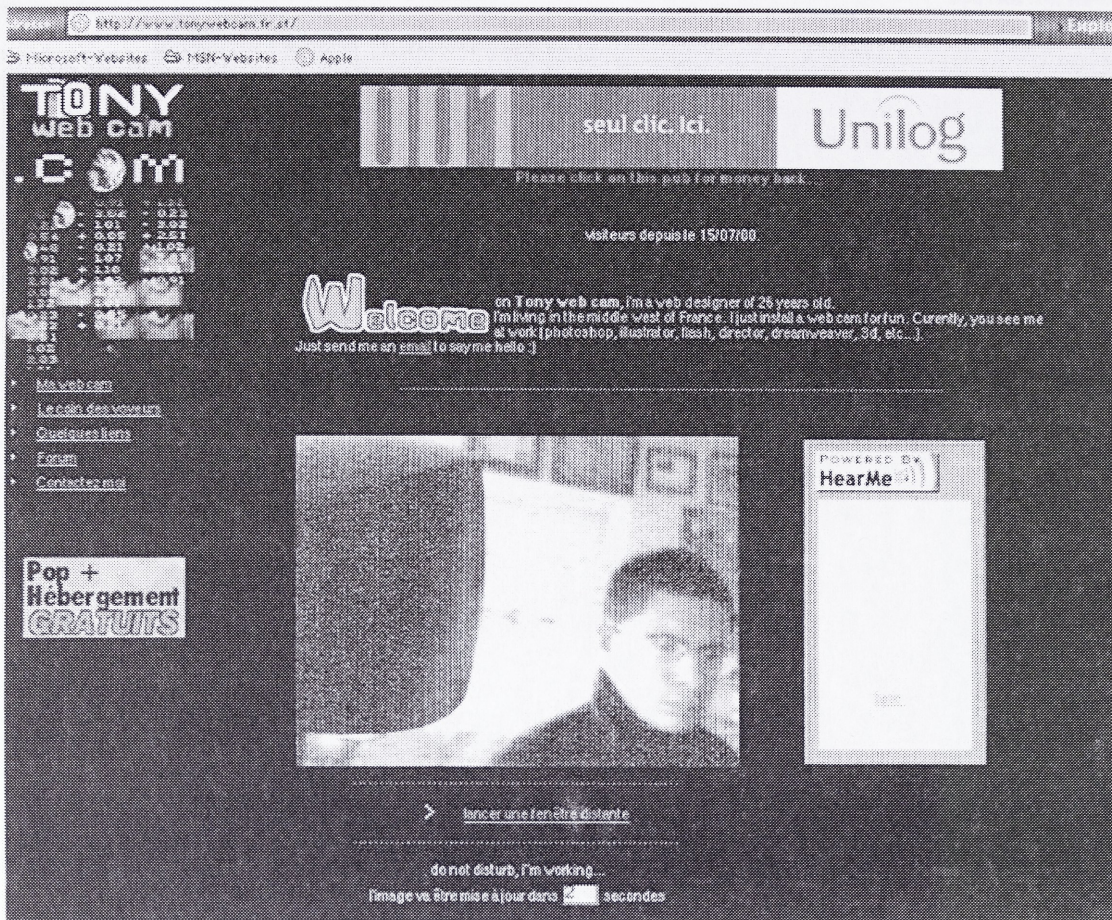 http://www.tonywebcam.fr.st/
Microsoft-Websites MSN-Websites Apple
TONY
web cam
.com
seul clic. Ici.
Unilog
Please click on this pub for money back...
visiteurs depuis le 15/07/00.
Welcome on Tony web cam, i'm a web designer of 26 years old.
I'm living in the middle west of France. I just install a web cam for fun. Curently, you see me
at work [photoshop, illustrator, flash, director, dreamweaver, 3d, etc...].
Just send me an email to say me hello :]
Ma web cam
Le coin des voyeurs
Quelques liens
Forum
Contactez moi
Pop +
Hébergement
GRATUITS
POWERED BY
HearMe
lancer une fenêtre distante
do not disturb, I'm working...
l'image va être mise à jour dans 2 secondes